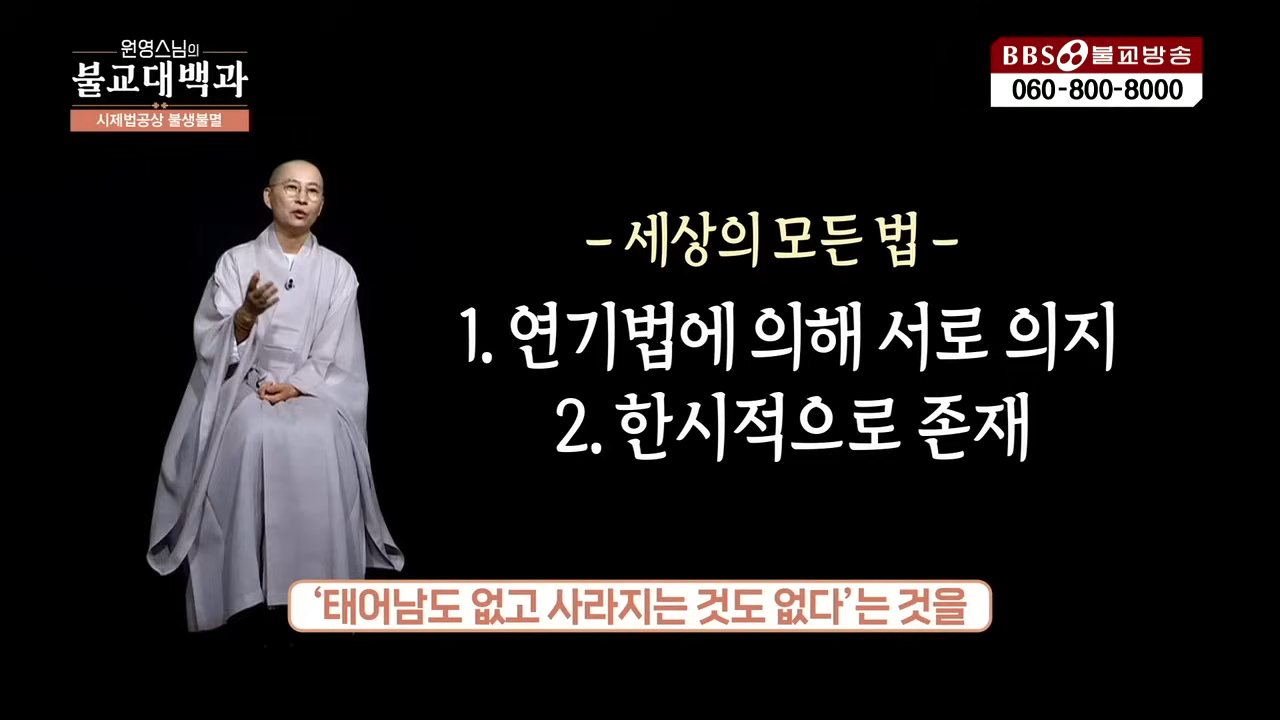 원영스님의
불교대백과
시제법공상 불생불멸
BBS 불교방송
060-800-8000
- 세상의 모든 법 -
1. 연기법에 의해 서로 의지
2. 한시적으로 존재
‘태어남도 없고 사라지는 것도 없다’는 것을